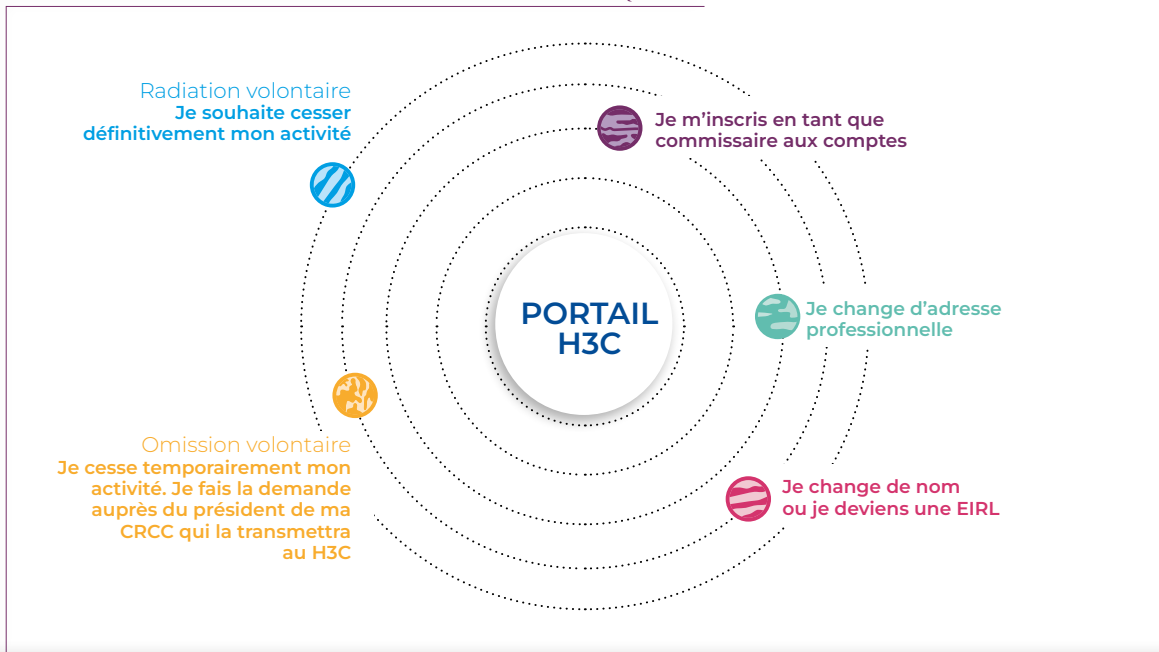 Radiation volontaire
Je souhaite cesser
définitivement mon activité
Je m’inscris en tant que
commissaire aux comptes
PORTAIL
H3C
Je change d’adresse
professionnelle
Omission volontaire
Je cesse temporairement mon
activité. Je fais la demande
auprès du président de ma
CRCC qui la transmettra
au H3C
Je change de nom
ou je deviens une EIRL